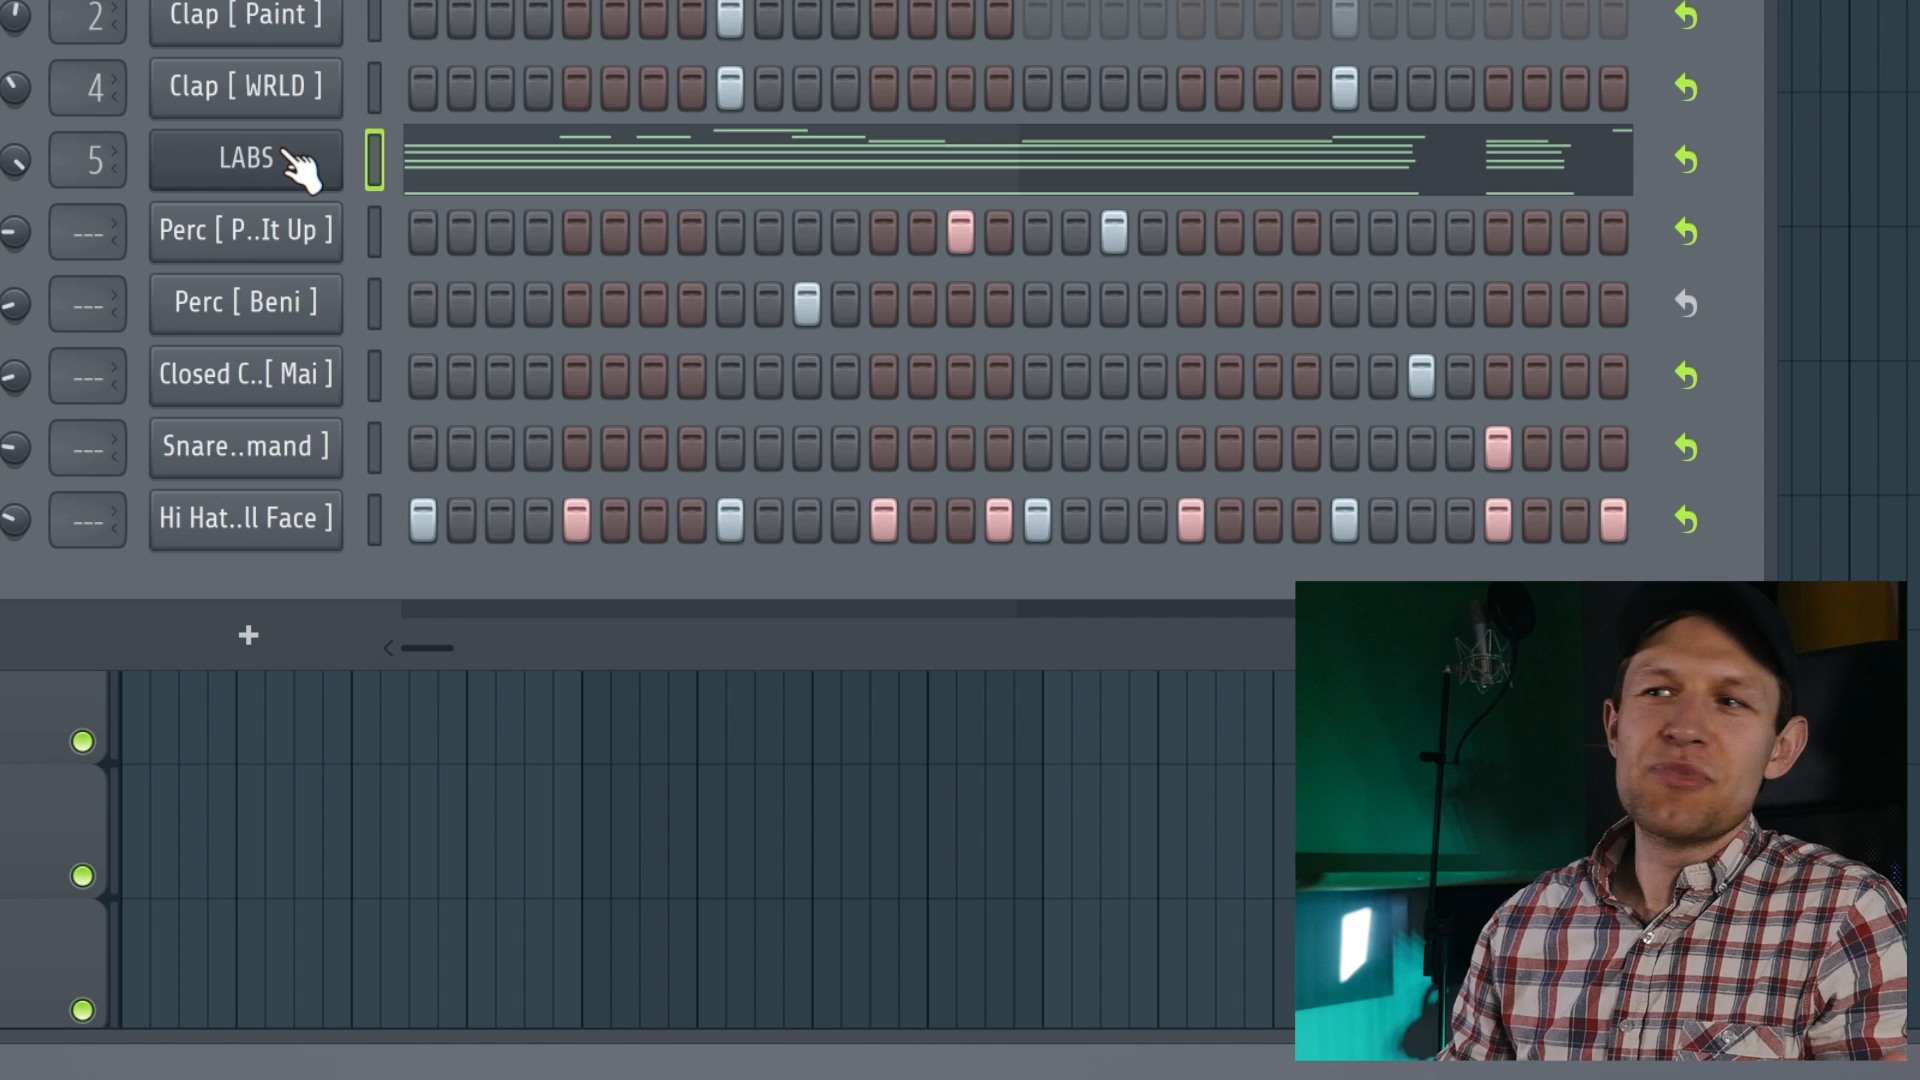 2 Clap [ Paint ]
4 Clap [ WRLD ]
5 LABS
--- Perc [ P..It Up ]
--- Perc [ Beni ]
--- Closed C..[ Mai ]
--- Snare..mand ]
--- Hi Hat..ll Face ]
+